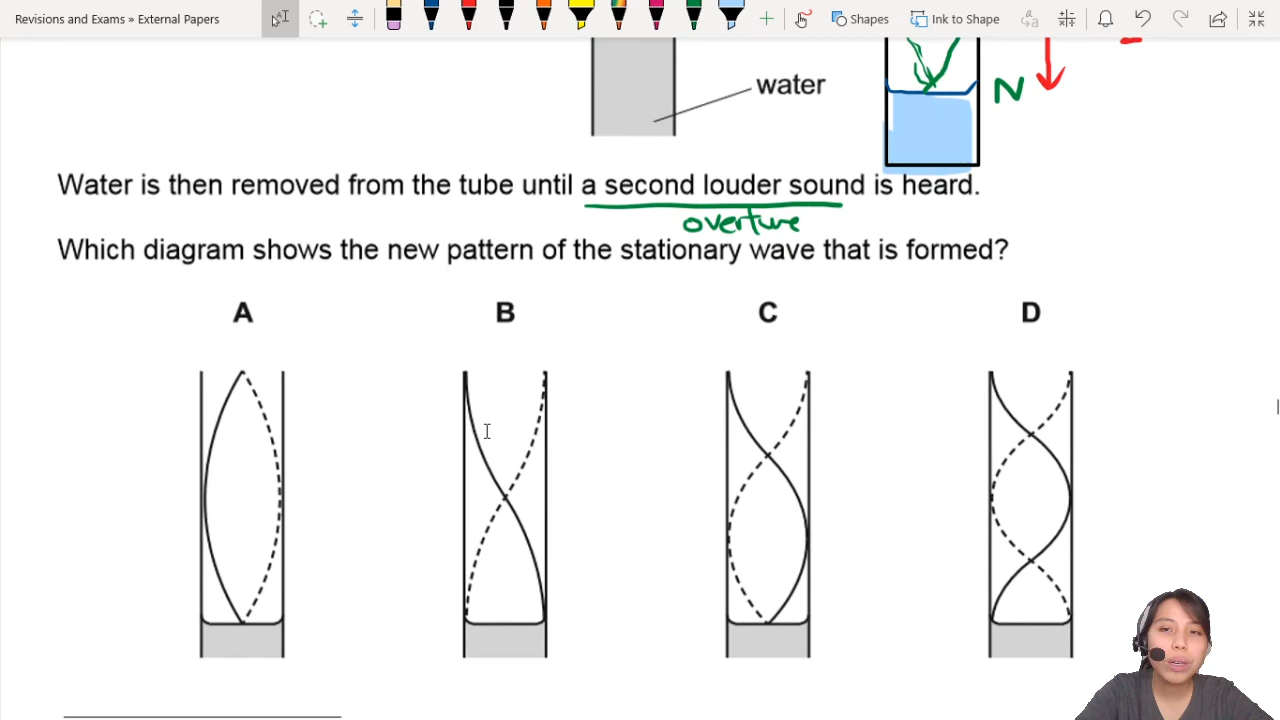 Revisions and Exams » External Papers
Shapes
Ink to Shape
water
N
Water is then removed from the tube until a second louder sound is heard.
overture
Which diagram shows the new pattern of the stationary wave that is formed?
A B C D